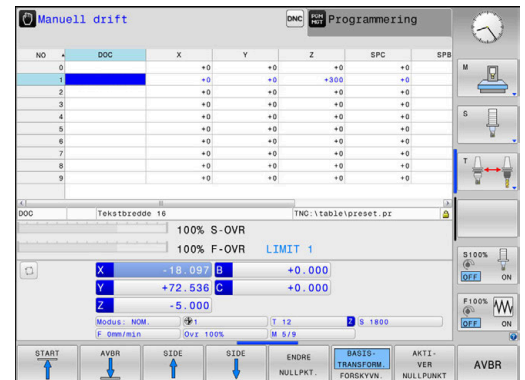 Manuell drift DNC PGM MGT Programmering
NO DOC X Y Z SPC SPB
0 +0 +0 +0 +0
1 +0 +0 +300 +0
2 +0 +0 +0 +0
3 +0 +0 +0 +0
4 +0 +0 +0 +0
5 +0 +0 +0 +0
6 +0 +0 +0 +0
7 +0 +0 +0 +0
8 +0 +0 +0 +0
9 +0 +0 +0 +0
DOC Tekstbredde 16 TNC:\table\preset.pr
100% S-OVR
100% F-OVR LIMIT 1
X -18.097 B +0.000
Y +72.536 C +0.000
Z -5.000
Modus: NOM. 1 T 12 Z S 1800
F 0mm/min Ovr 100% M 5/9
M
S
T
S100%
OFF ON
F100%
OFF ON
START
AVBR
SIDE
SIDE
ENDRE
NULLPKT.
BASIS-
TRANSFORM.
FORSKYVN.
AKTI-
VER
NULLPUNKT
AVBR